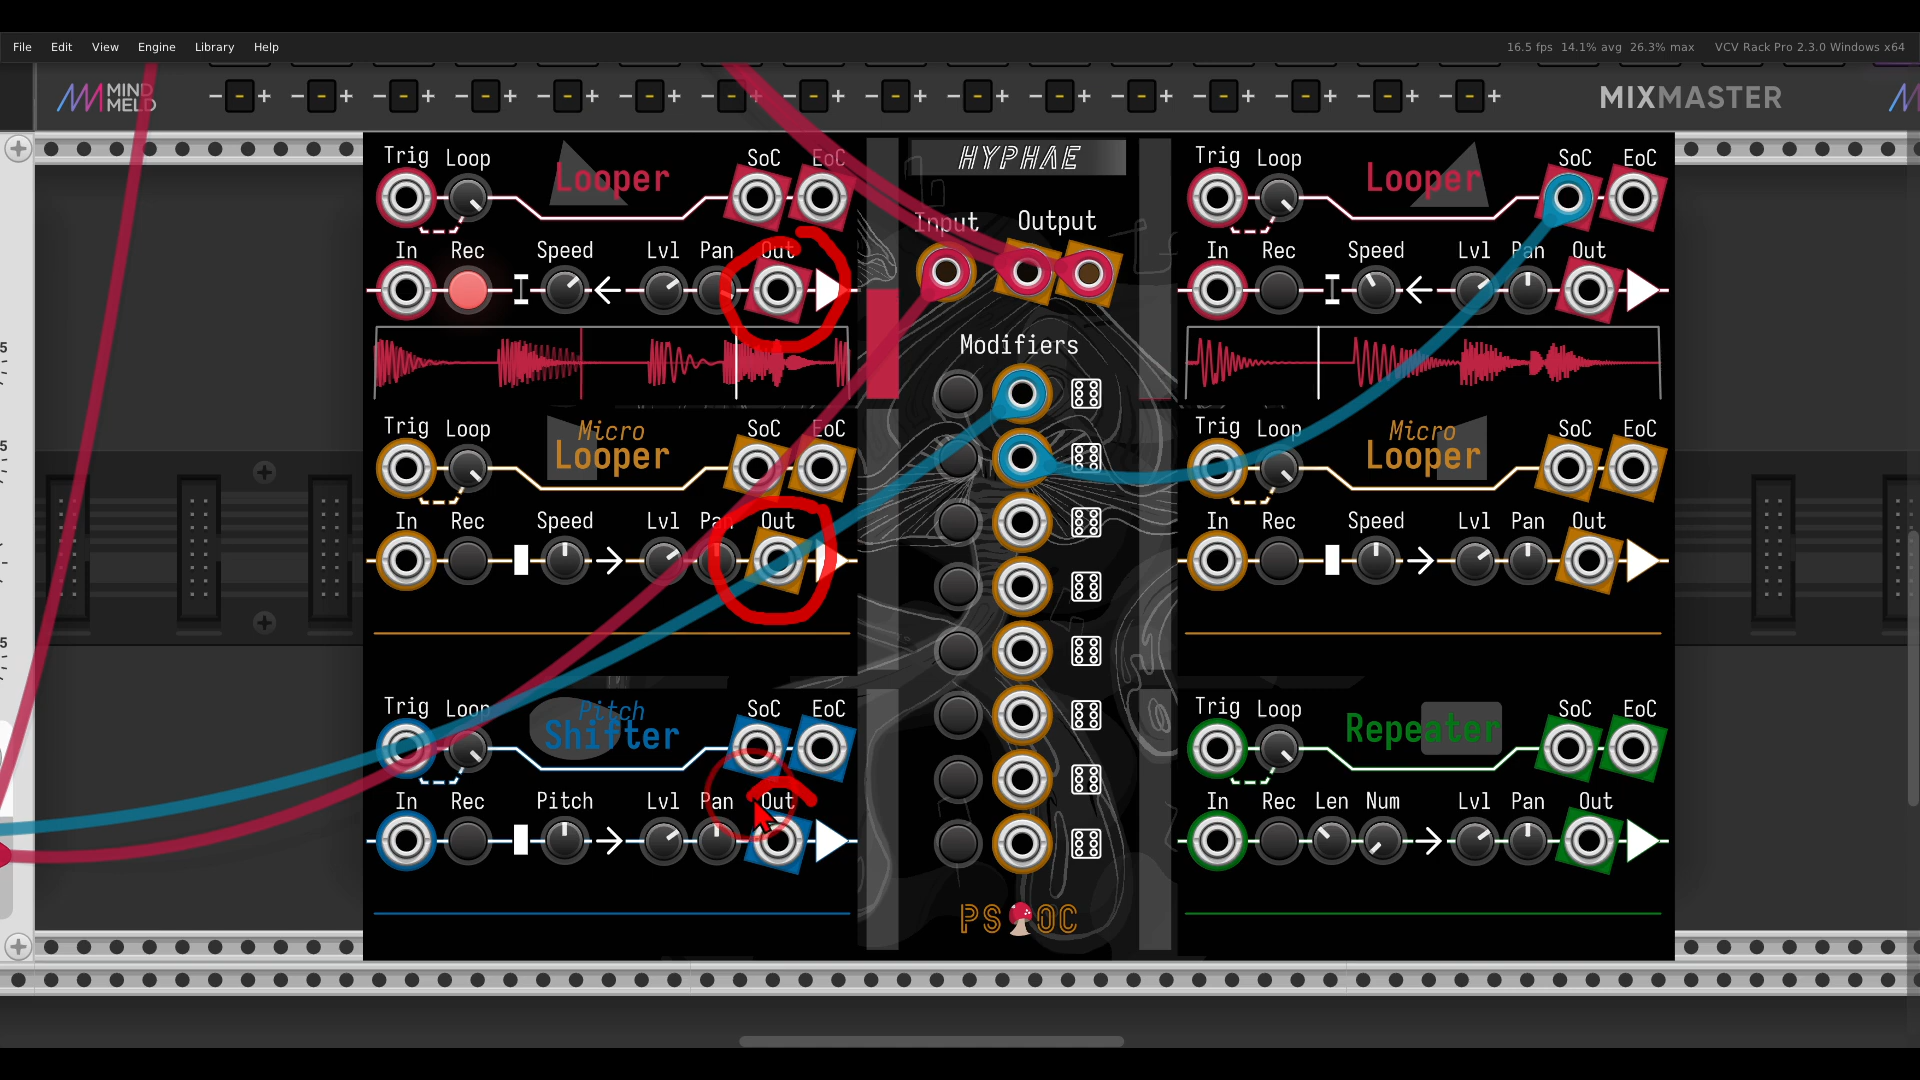 File Edit View Engine Library Help
16.5 fps 14.1% avg 26.3% max VCV Rack Pro 2.3.0 Windows x64
MIND
MELD
- + - + - + - + - + - + - + - + - + - + - + - + - + - + - + - +
MIXMASTER
Trig Loop Looper SoC EoC
In Rec Speed Lvl Pan Out
Trig Loop Micro Looper SoC EoC
In Rec Speed Lvl Pan Out
Trig Loop Pitch Shifter SoC EoC
In Rec Pitch Lvl Pan Out
HYPHAE
Input Output
Modifiers
PS OC
Trig Loop Looper SoC EoC
In Rec Speed Lvl Pan Out
Trig Loop Micro Looper SoC EoC
In Rec Speed Lvl Pan Out
Trig Loop Repeater SoC EoC
In Rec Len Num Lvl Pan Out
5
5
5